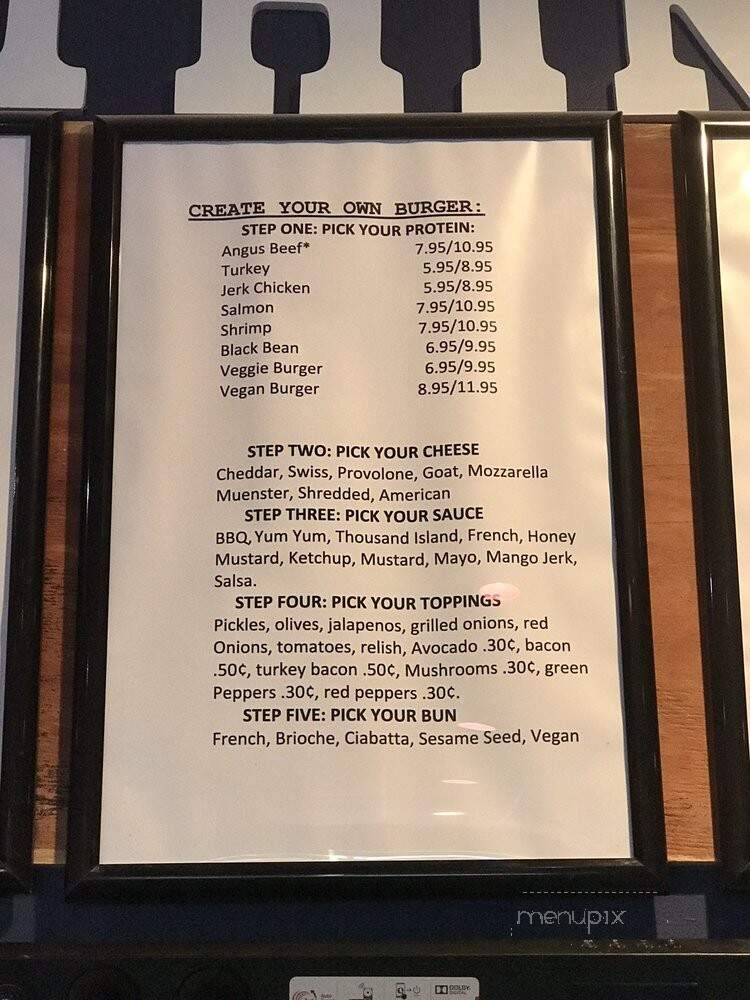 CREATE YOUR OWN BURGER:
STEP ONE: PICK YOUR PROTEIN:
Angus Beef* 7.95/10.95
Turkey 5.95/8.95
Jerk Chicken 5.95/8.95
Salmon 7.95/10.95
Shrimp 7.95/10.95
Black Bean 6.95/9.95
Veggie Burger 6.95/9.95
Vegan Burger 8.95/11.95
STEP TWO: PICK YOUR CHEESE
Cheddar, Swiss, Provolone, Goat, Mozzarella
Muenster, Shredded, American
STEP THREE: PICK YOUR SAUCE
BBQ, Yum Yum, Thousand Island, French, Honey
Mustard, Ketchup, Mustard, Mayo, Mango Jerk,
Salsa.
STEP FOUR: PICK YOUR TOPPINGS
Pickles, olives, jalapenos, grilled onions, red
Onions, tomatoes, relish, Avocado .30¢, bacon
.50¢, turkey bacon .50¢, Mushrooms .30¢, green
Peppers .30¢, red peppers .30¢.
STEP FIVE: PICK YOUR BUN
French, Brioche, Ciabatta, Sesame Seed, Vegan
menupix
DOLBY
DIGITAL